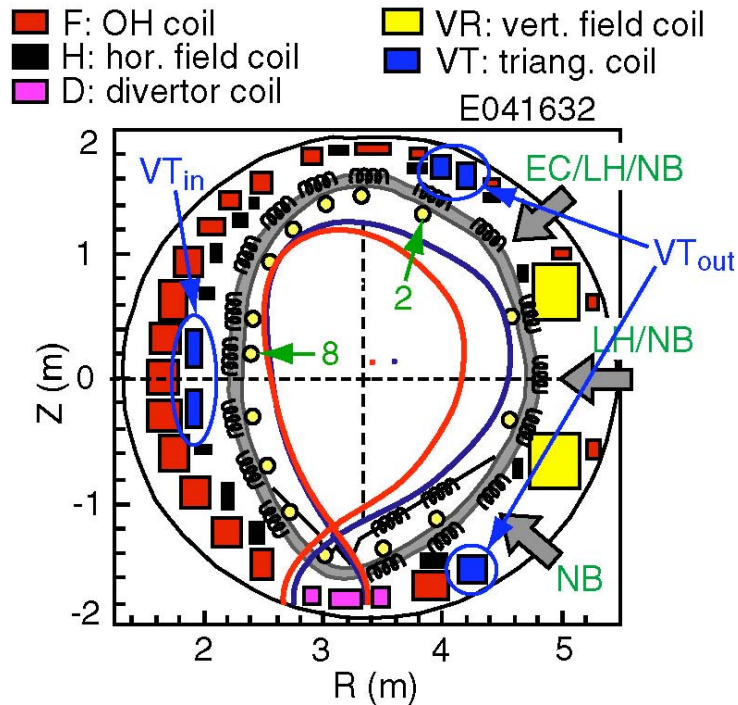 F: OH coil
VR: vert. field coil
H: hor. field coil
VT: triang. coil
D: divertor coil
E041632
2
VTin
EC/LH/NB
VTout
1
2
8
LH/NB
0
Z (m)
-1
NB
-2
2
3
4
5
R (m)